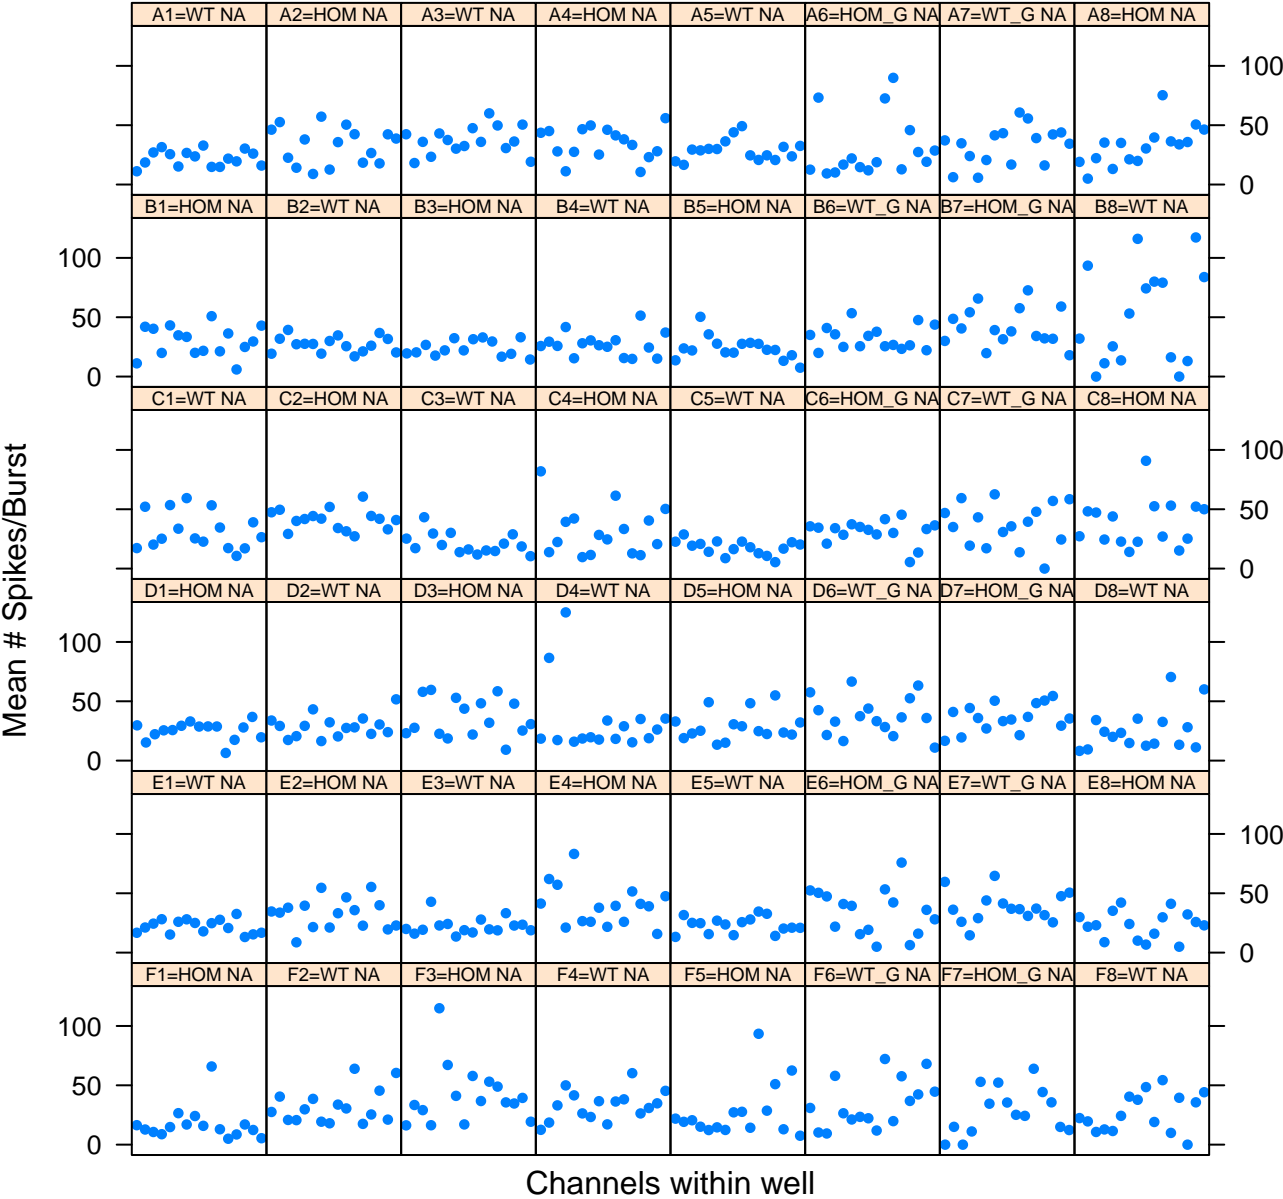 A1=WT NA A2=HOM NA A3=WT NA A4=HOM NA A5=WT NA A6=HOM_G NA A7=WT_G NA A8=HOM NA
100
50
0
B1=HOM NA B2=WT NA B3=HOM NA B4=WT NA B5=HOM NA B6=WT_G NA B7=HOM_G NA B8=WT NA
100
50
0
C1=WT NA C2=HOM NA C3=WT NA C4=HOM NA C5=WT NA C6=HOM_G NA C7=WT_G NA C8=HOM NA
100
50
0
Mean # Spikes/Burst
D1=HOM NA D2=WT NA D3=HOM NA D4=WT NA D5=HOM NA D6=WT_G NA D7=HOM_G NA D8=WT NA
100
50
0
E1=WT NA E2=HOM NA E3=WT NA E4=HOM NA E5=WT NA E6=HOM_G NA E7=WT_G NA E8=HOM NA
100
50
0
F1=HOM NA F2=WT NA F3=HOM NA F4=WT NA F5=HOM NA F6=WT_G NA F7=HOM_G NA F8=WT NA
100
50
0
Channels within well